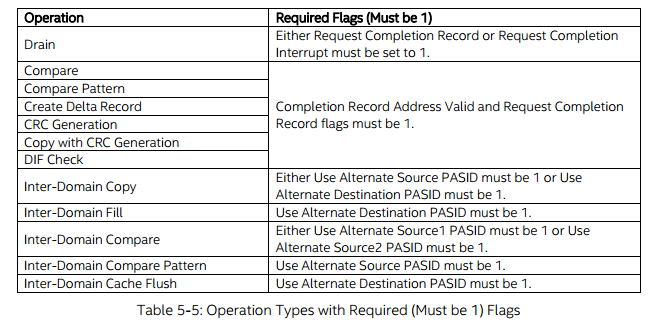 Operation Required Flags (Must be 1)
Drain
Either Request Completion Record or Request Completion
Interrupt must be set to 1.
Compare
Compare Pattern
Create Delta Record
CRC Generation
Copy with CRC Generation
DIF Check
Completion Record Address Valid and Request Completion
Record flags must be 1.
Inter-Domain Copy
Either Use Alternate Source PASID must be 1 or Use
Alternate Destination PASID must be 1.
Inter-Domain Fill Use Alternate Destination PASID must be 1.
Inter-Domain Compare
Either Use Alternate Source1 PASID must be 1 or Use
Alternate Source2 PASID must be 1.
Inter-Domain Compare Pattern Use Alternate Source PASID must be 1.
Inter-Domain Cache Flush Use Alternate Destination PASID must be 1.
Table 5-5: Operation Types with Required (Must be 1) Flags